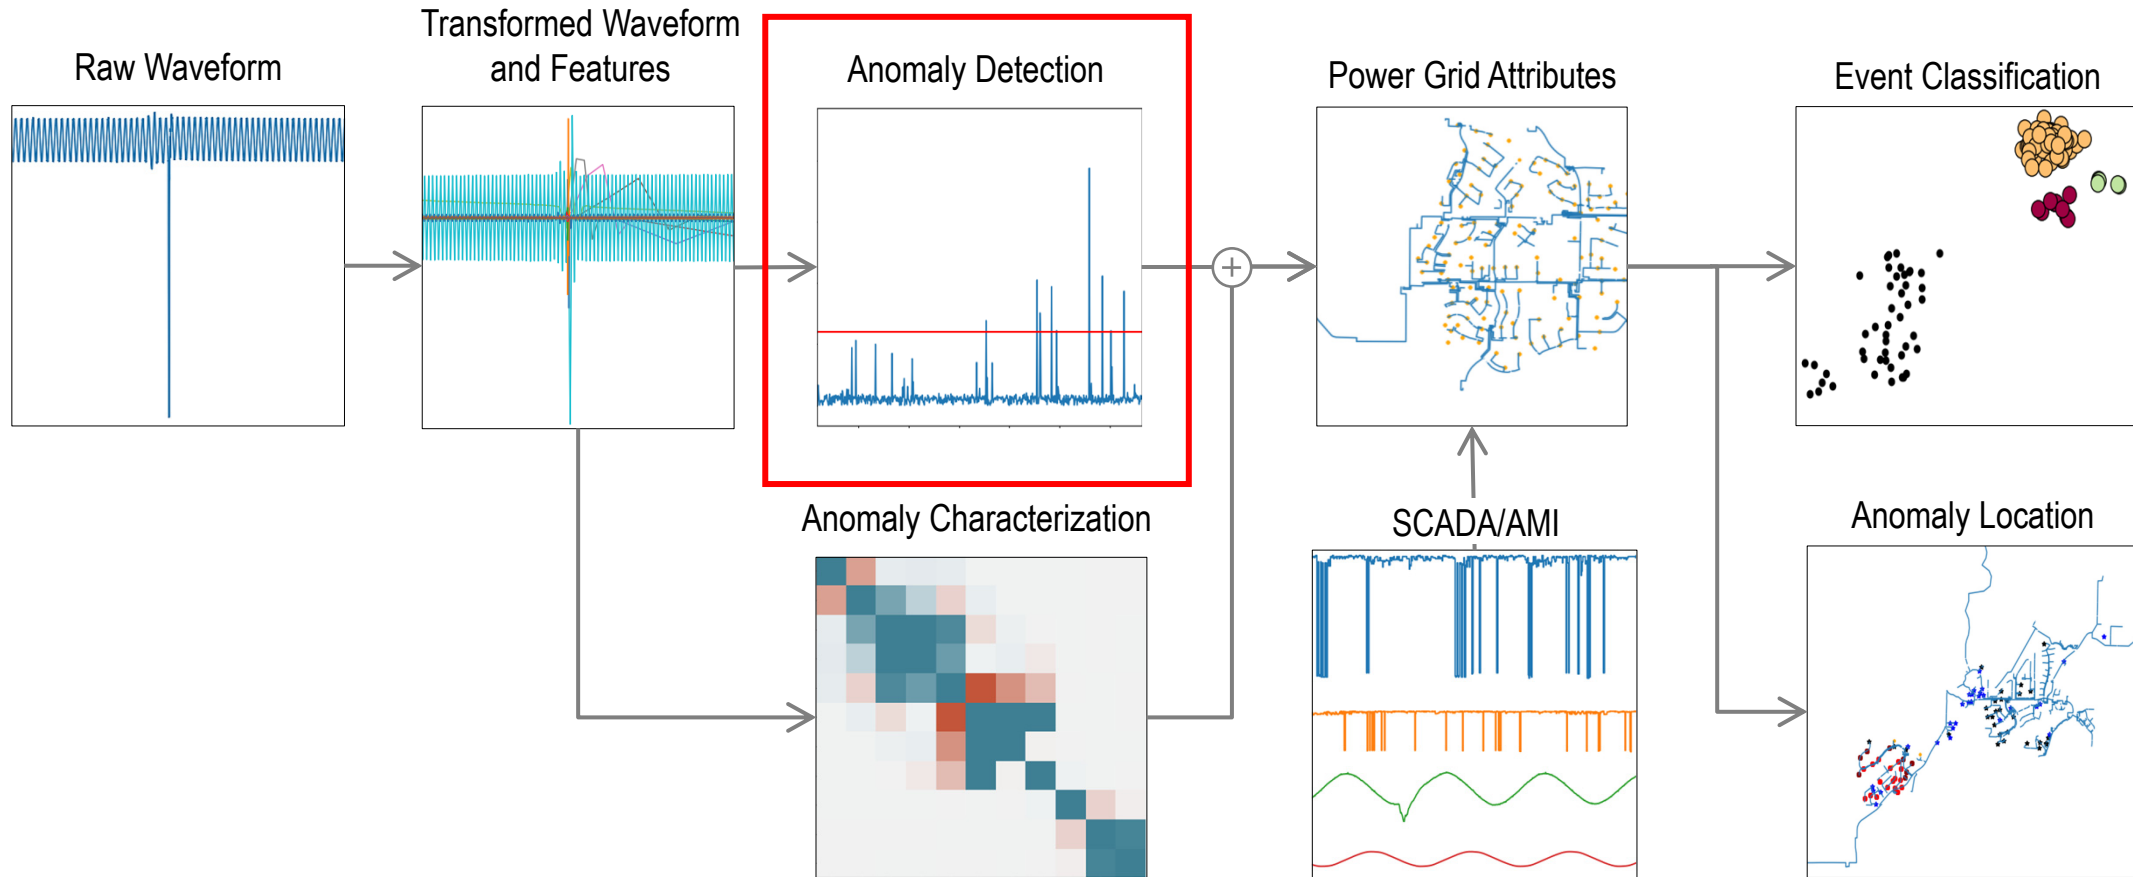 Raw Waveform
Transformed Waveform
and Features
Anomaly Detection
Power Grid Attributes
Event Classification
Anomaly Characterization
SCADA/AMI
Anomaly Location